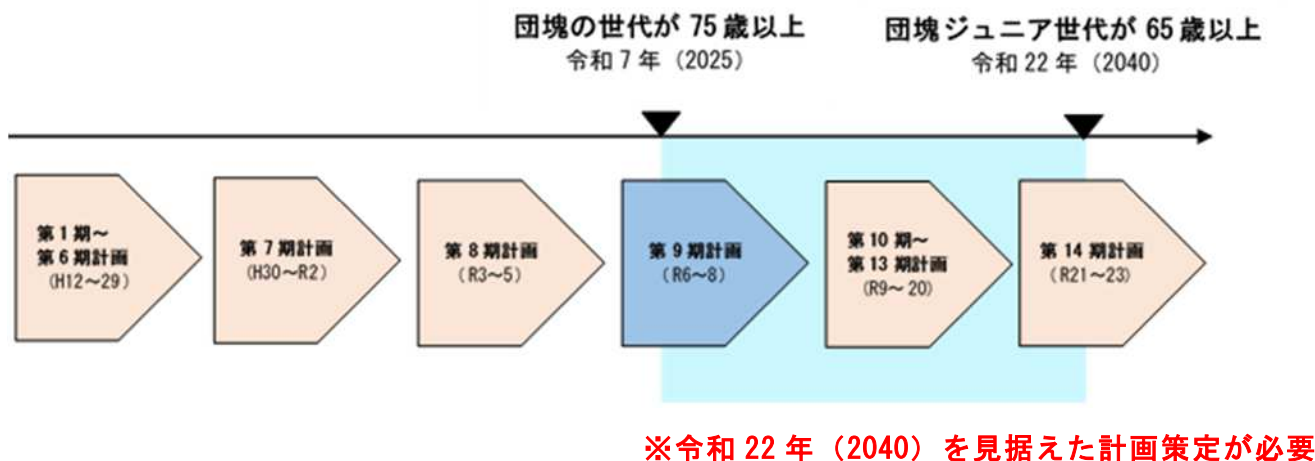 団塊の世代が 75 歳以上
令和 7 年（2025）
団塊ジュニア世代が 65 歳以上
令和 22 年（2040）
第 1 期～
第 6 期計画
（H12～29）
第 7 期計画
（H30～R2）
第 8 期計画
（R3～5）
第 9 期計画
（R6～8）
第 10 期～
第 13 期計画
（R9～ 20）
第 14 期計画
（R21～23）
※令和 22 年（2040）を見据えた計画策定が必要